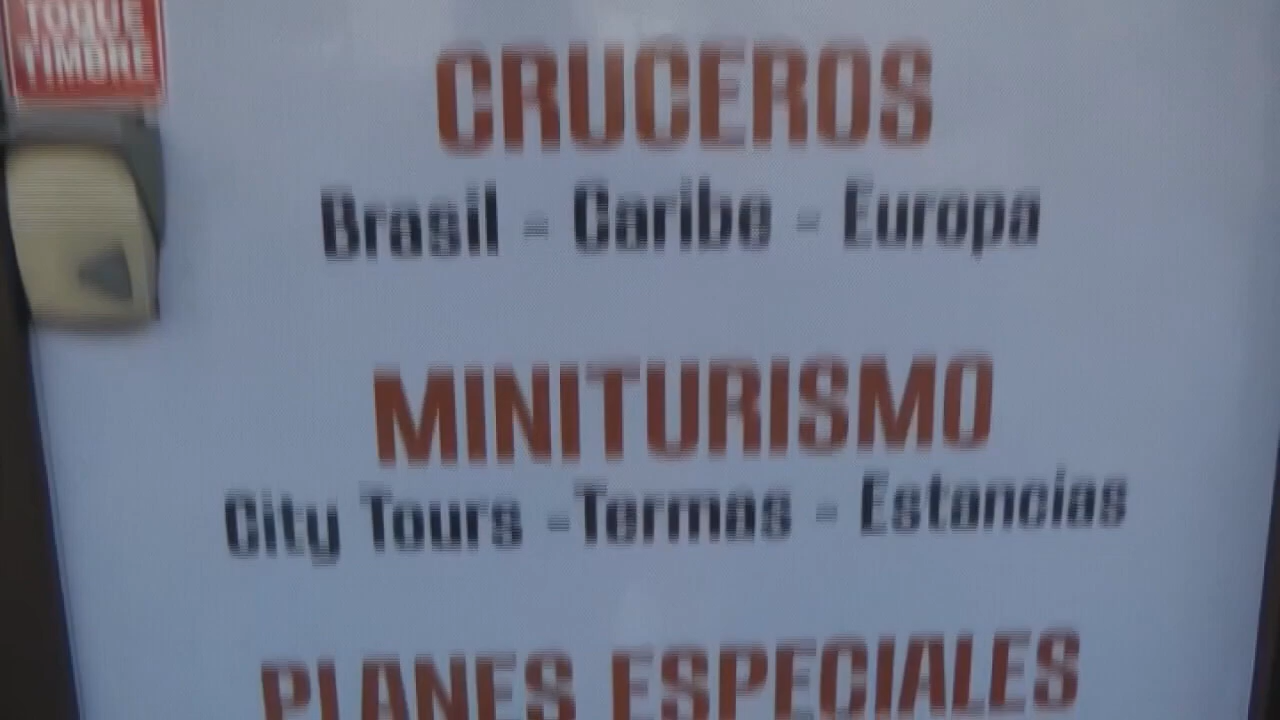 TOQUE
TIMBRE
CRUCEROS
Brasil - Caribe - Europa
MINITURISMO
City Tours -Termas - Estancias
PLANES ESPECIALES